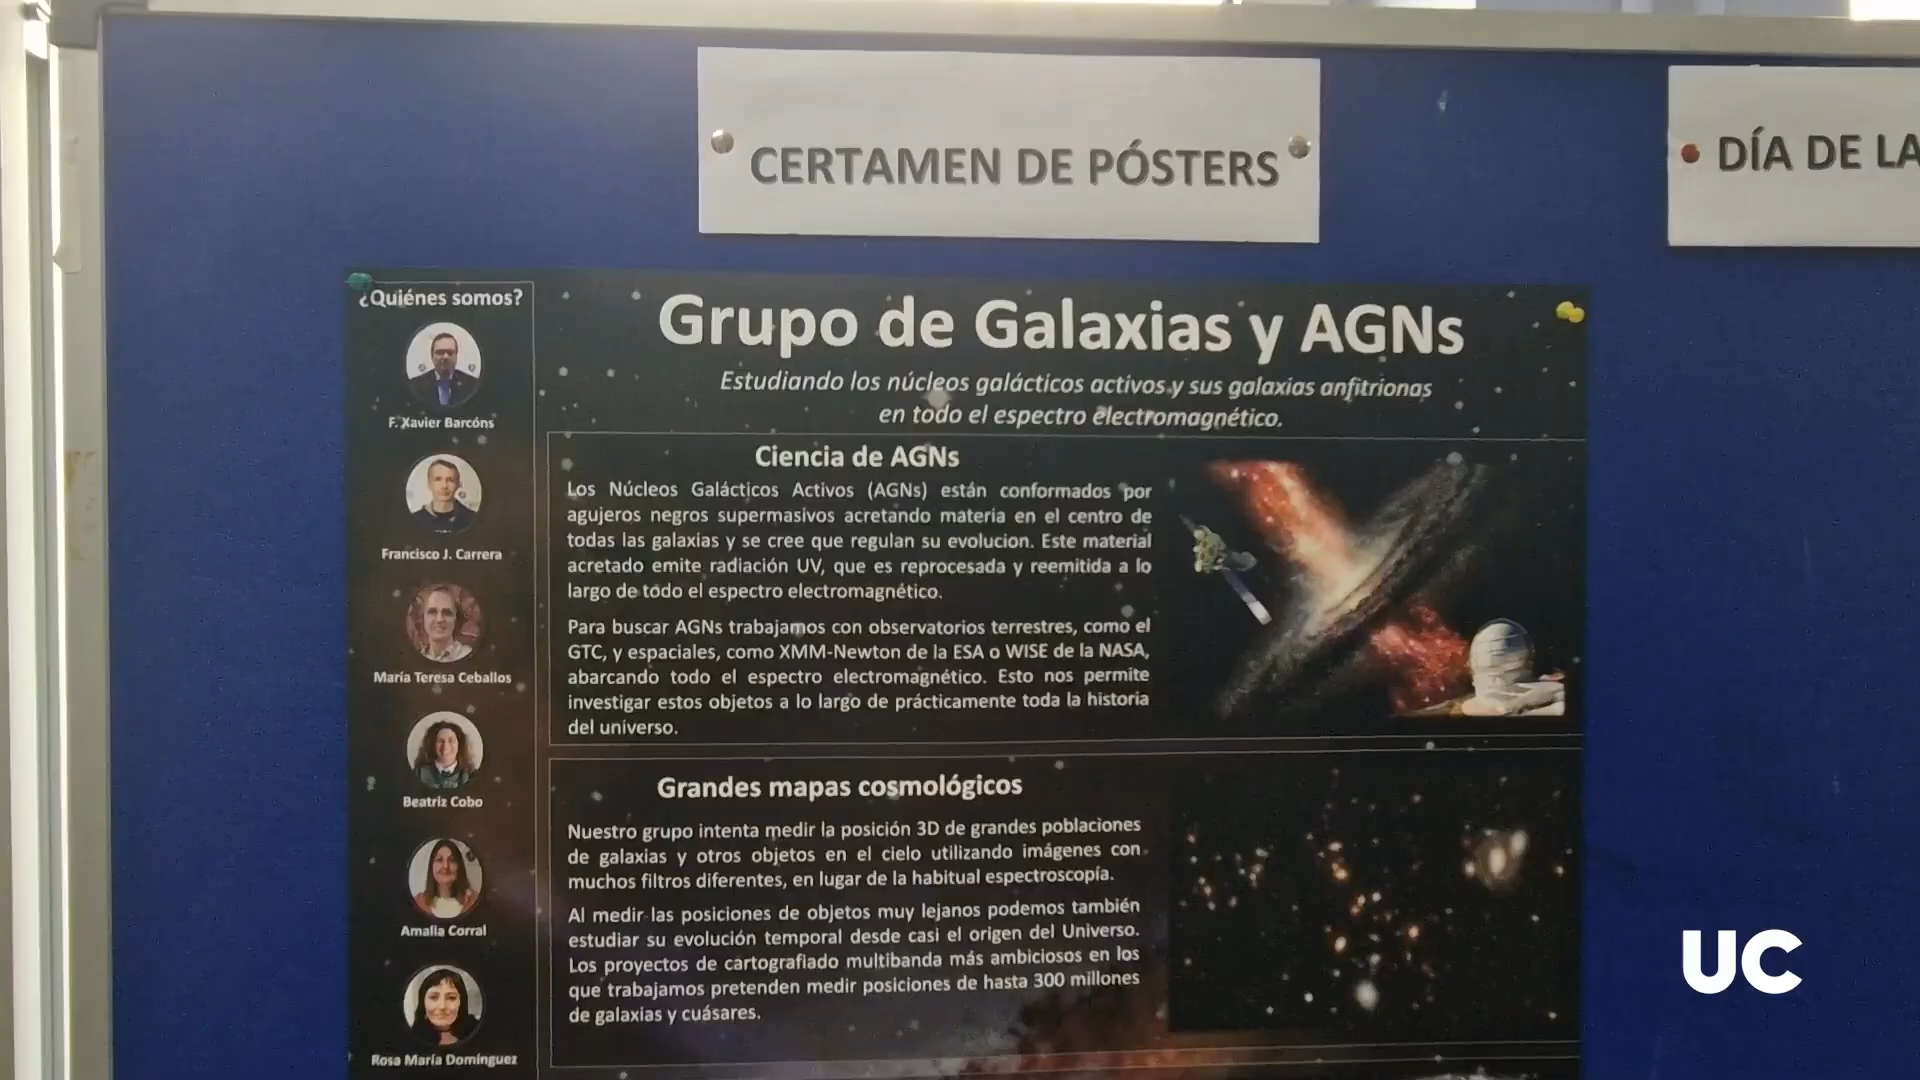 CERTAMEN DE PÓSTERS
DÍA DE LA
¿Quiénes somos?
F. Xavier Barcóns
Francisco J. Carrera
María Teresa Ceballos
Beatriz Cobo
Amalia Corral
Rosa María Domínguez
Grupo de Galaxias y AGNs
Estudiando los núcleos galácticos activos y sus galaxias anfitrionas
en todo el espectro electromagnético.
Ciencia de AGNs
Los Núcleos Galácticos Activos (AGNs) están conformados por
agujeros negros supermasivos acretando materia en el centro de
todas las galaxias y se cree que regulan su evolucion. Este material
acretado emite radiación UV, que es reprocesada y reemitida a lo
largo de todo el espectro electromagnético.
Para buscar AGNs trabajamos con observatorios terrestres, como el
GTC, y espaciales, como XMM-Newton de la ESA o WISE de la NASA,
abarcando todo el espectro electromagnético. Esto nos permite
investigar estos objetos a lo largo de prácticamente toda la historia
del universo.
Grandes mapas cosmológicos
Nuestro grupo intenta medir la posición 3D de grandes poblaciones
de galaxias y otros objetos en el cielo utilizando imágenes con
muchos filtros diferentes, en lugar de la habitual espectroscopía.
Al medir las posiciones de objetos muy lejanos podemos también
estudiar su evolución temporal desde casi el origen del Universo.
Los proyectos de cartografiado multibanda más ambiciosos en los
que trabajamos pretenden medir posiciones de hasta 300 millones
de galaxias y cuásares.
UC